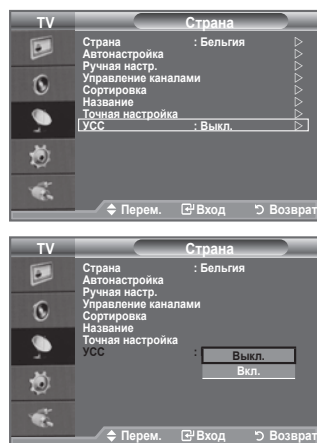 TV Страна
Страна : Бельгия
Автонастройка
Ручная настр.
Управление каналами
Сортировка
Название
Точная настройка
УСС : Выкл.
Перем. Вход Возврат
TV Страна
Страна : Бельгия
Автонастройка
Ручная настр.
Управление каналами
Сортировка
Название
Точная настройка
УСС : Выкл.
Вкл.
Перем. Вход Возврат